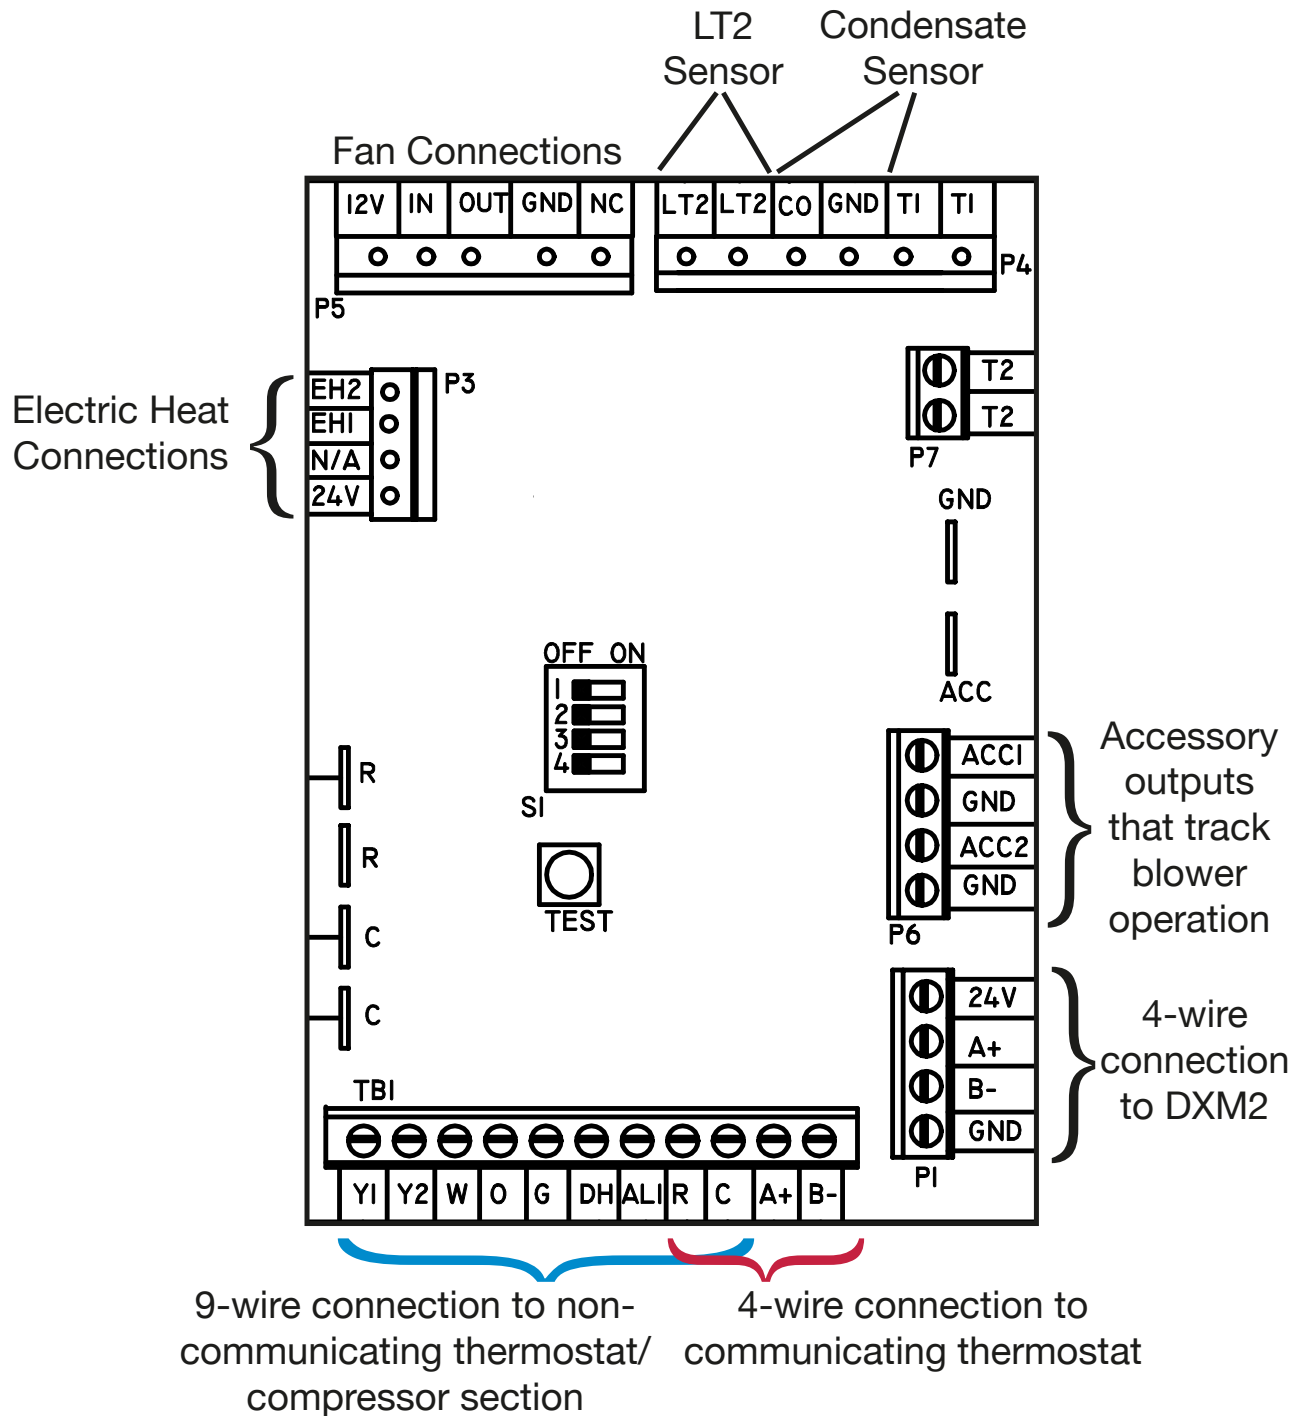 LT2
Sensor
Condensate
Sensor
Fan Connections
12V IN OUT GND NC
LT2 LT2 CO GND T1 T1
P5
P4
Electric Heat
Connections
EH2
EH1
N/A
24V
P3
T2
T2
P7
GND
ACC
OFF ON
1
2
3
4
S1
TEST
R
R
C
C
ACC1
GND
ACC2
GND
P6
Accessory
outputs
that track
blower
operation
24V
A+
B-
GND
P1
4-wire
connection
to DXM2
TB1
Y1 Y2 W O G DH AL1 R C A+ B-
9-wire connection to non-
communicating thermostat/
compressor section
4-wire connection to
communicating thermostat